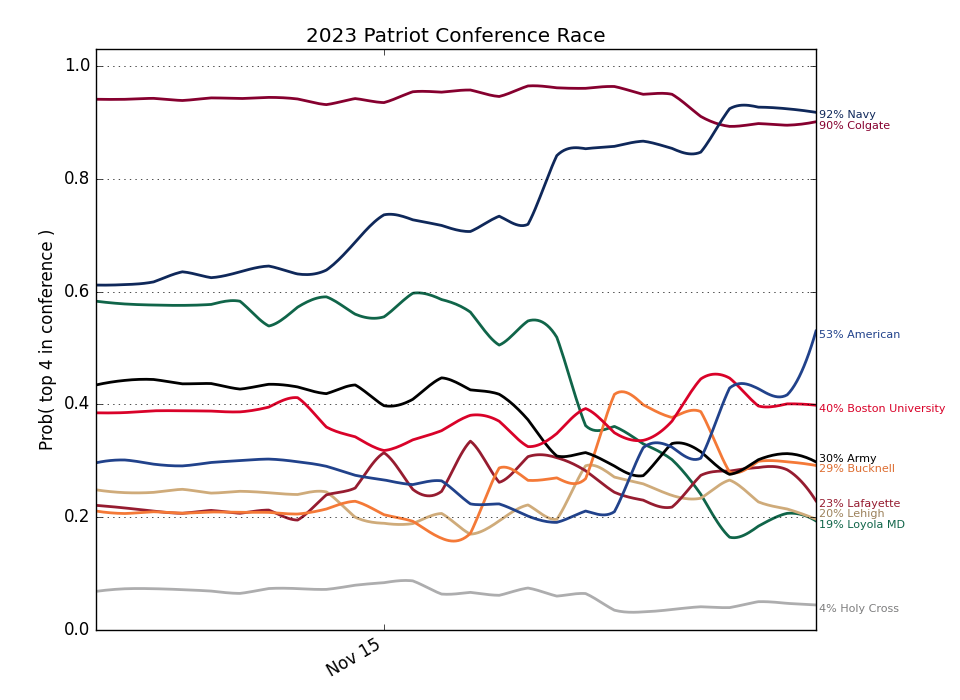 2023 Patriot Conference Race
Prob( top 4 in conference )
1.0
0.8
0.6
0.4
0.2
0.0
Nov 15
92% Navy
90% Colgate
53% American
40% Boston University
30% Army
29% Bucknell
23% Lafayette
20% Lehigh
19% Loyola MD
4% Holy Cross